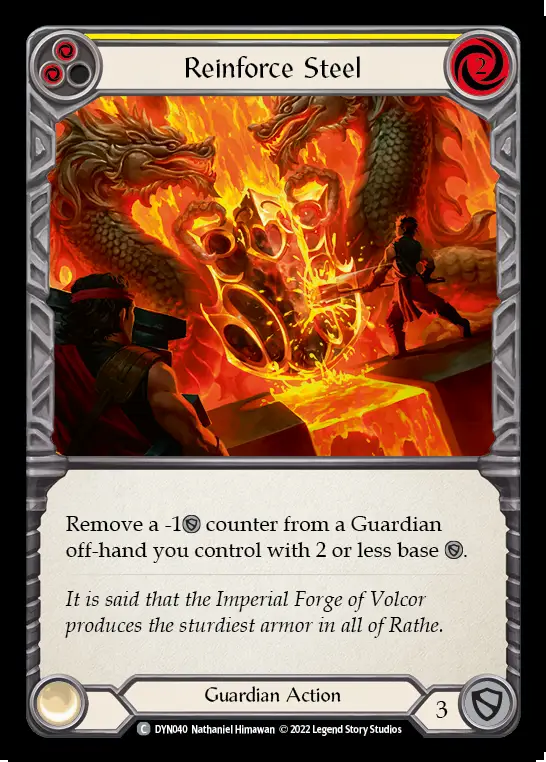 Reinforce Steel
2
Remove a -1 counter from a Guardian
off-hand you control with 2 or less base .
It is said that the Imperial Forge of Volcor
produces the sturdiest armor in all of Rathe.
Guardian Action
3
C DYN040 Nathaniel Himawan © 2022 Legend Story Studios